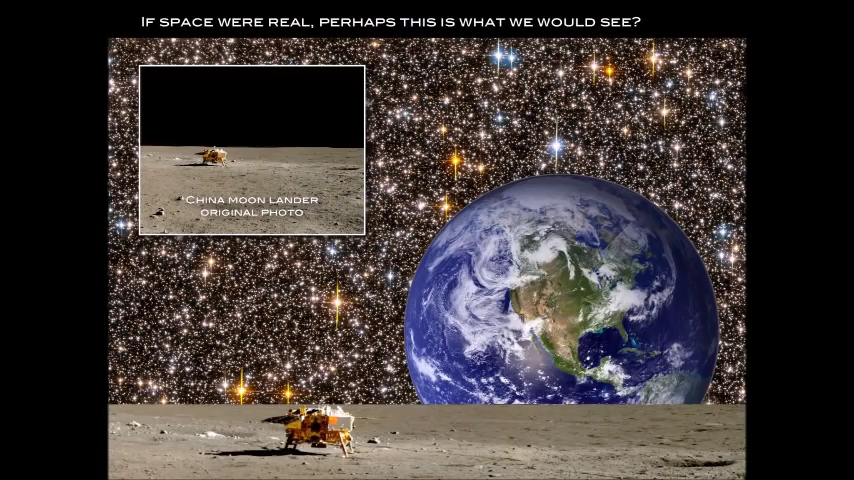 If space were real, perhaps this is what we would see?
*China moon lander
original photo